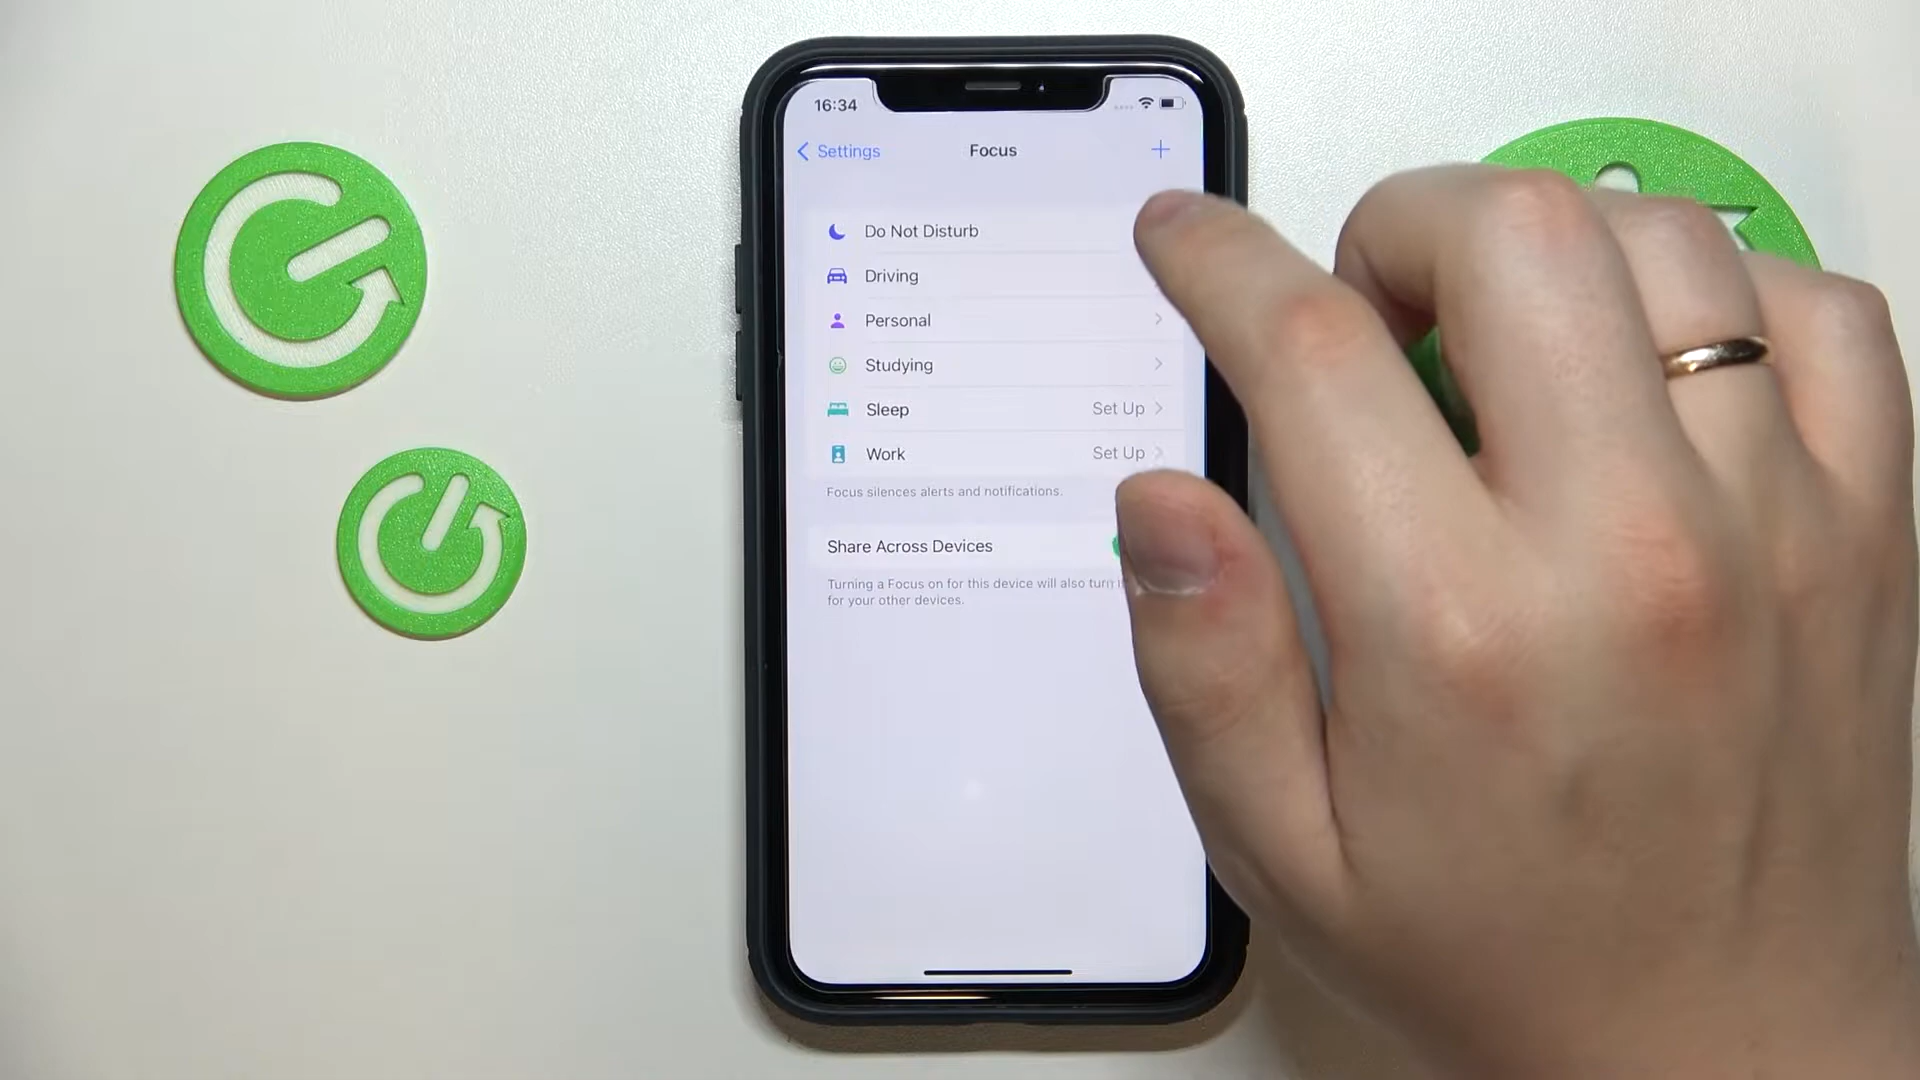 16:34
Settings
Focus
Do Not Disturb
Driving
Personal
Studying
Sleep
Set Up
Work
Set Up
Focus silences alerts and notifications.
Share Across Devices
Turning a Focus on for this device will also turn
for your other devices.